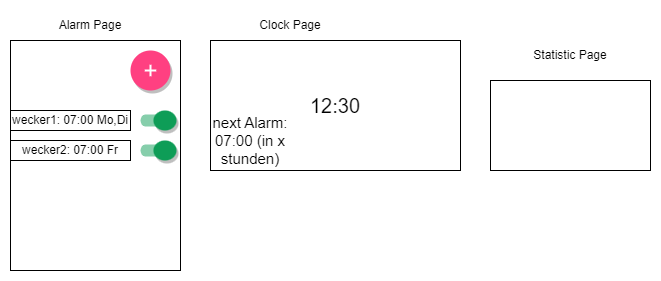 Alarm Page
Clock Page
Statistic Page
+
wecker1: 07:00 Mo,Di
wecker2: 07:00 Fr
12:30
next Alarm:
07:00 (in x
stunden)